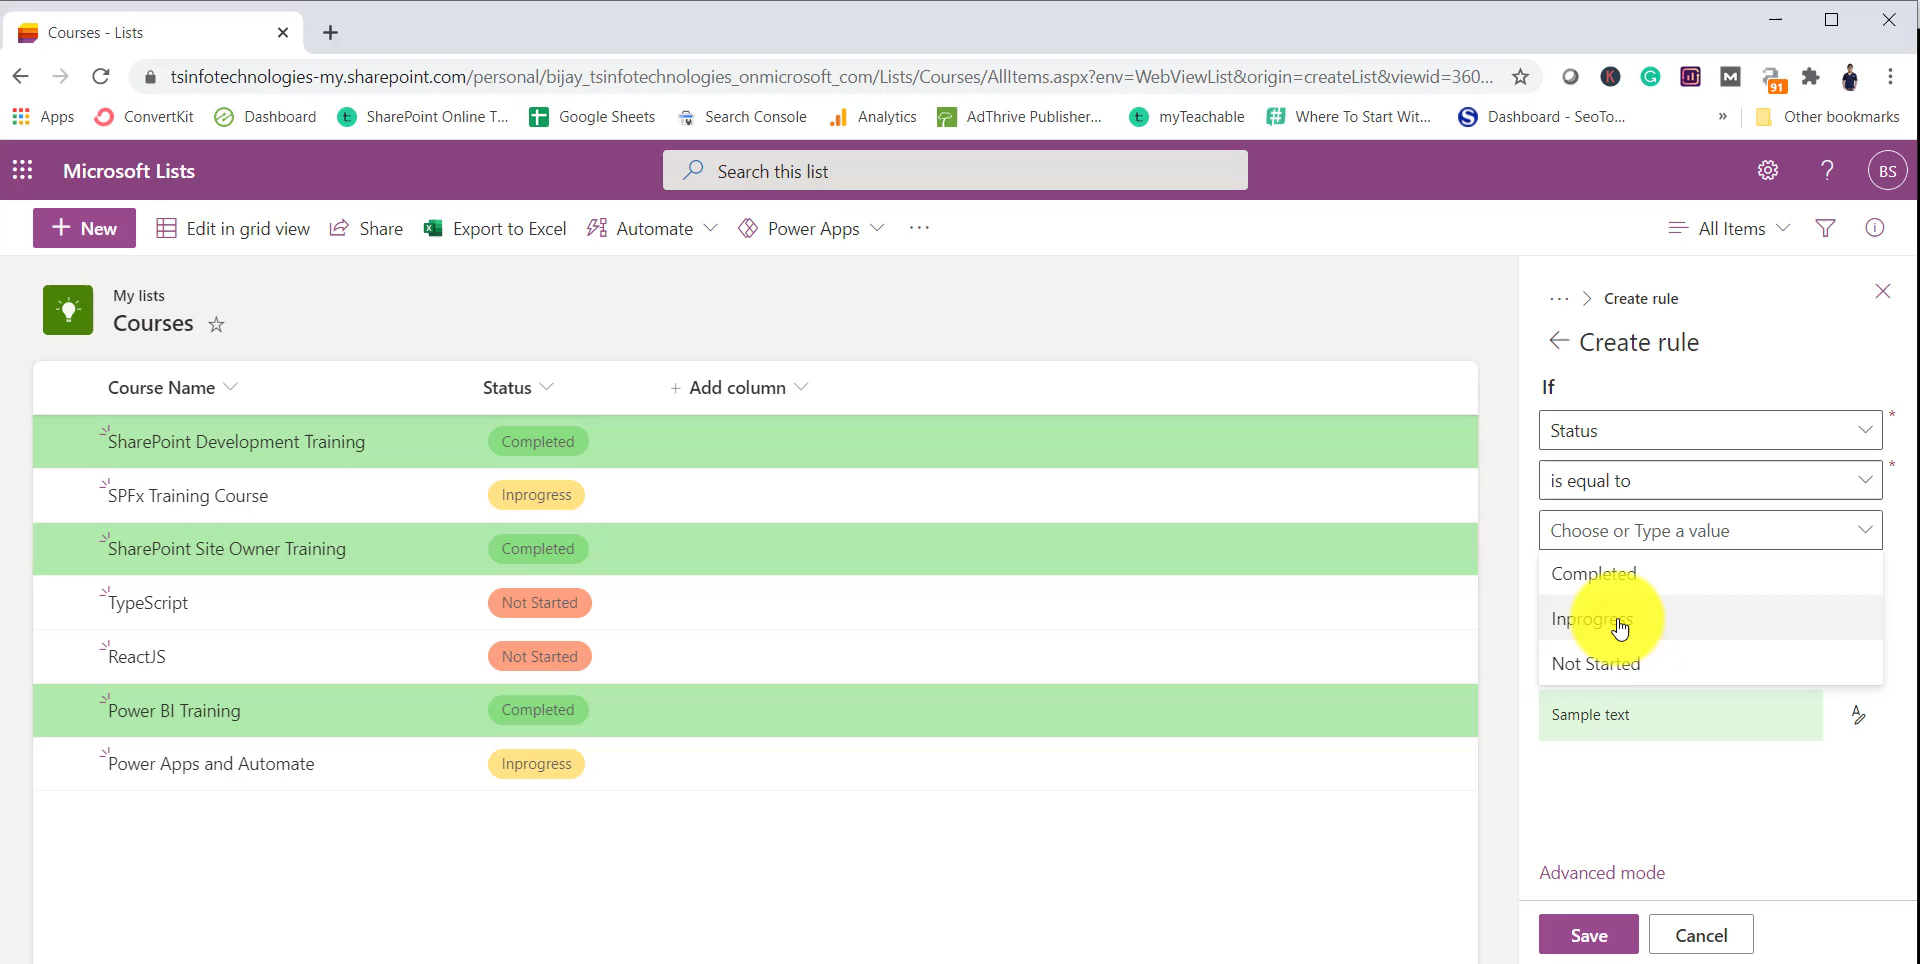 Courses - Lists
tsinfotechnologies-my.sharepoint.com/personal/bijay_tsinfotechnologies_onmicrosoft_com/Lists/Courses/AllItems.aspx?env=WebViewList&origin=createList&viewid=360...
91
Apps ConvertKit Dashboard SharePoint Online T... Google Sheets Search Console Analytics AdThrive Publisher... myTeachable Where To Start Wit... Dashboard - SeoTo... » Other bookmarks
Microsoft Lists
Search this list
? BS
+ New Edit in grid view Share Export to Excel Automate Power Apps ... All Items
My lists
Courses
... > Create rule
Create rule
Course Name Status + Add column
SharePoint Development Training Completed
SPFx Training Course Inprogress
SharePoint Site Owner Training Completed
TypeScript Not Started
ReactJS Not Started
Power BI Training Completed
Power Apps and Automate Inprogress
If
Status *
is equal to *
Choose or Type a value
Completed
Inprogress
Not Started
Sample text
Advanced mode
Save Cancel